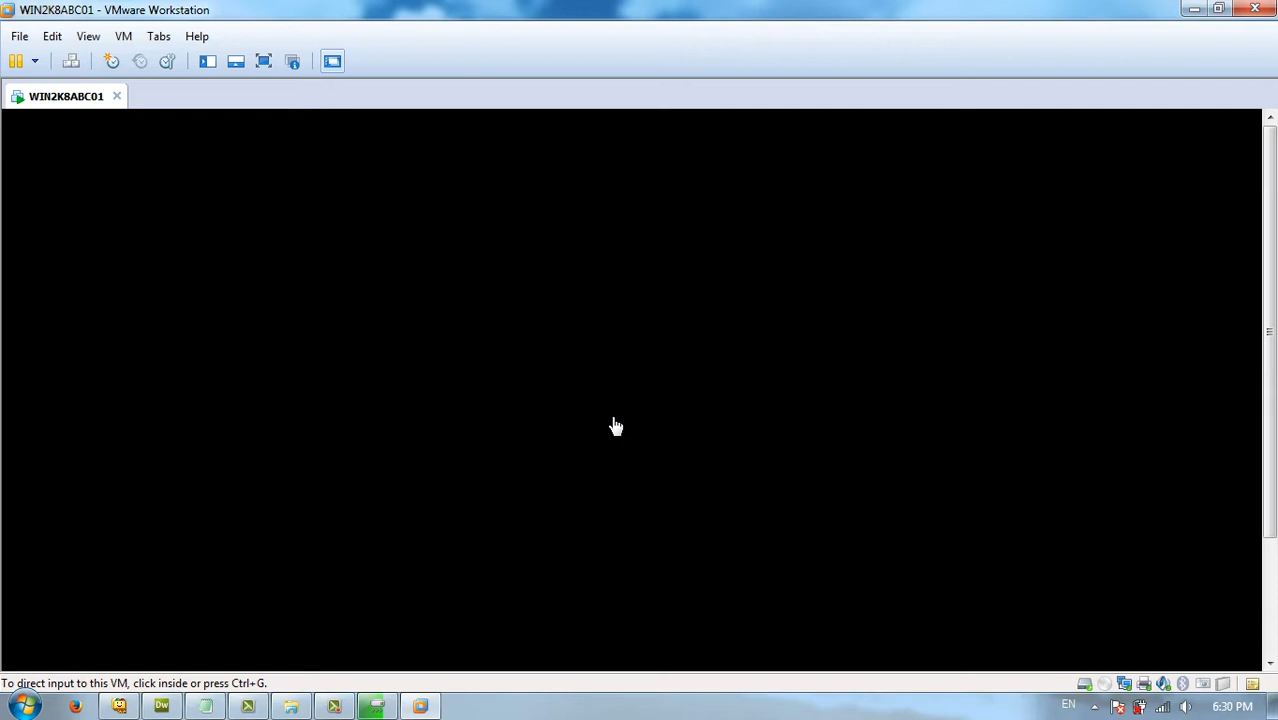 WIN2K8ABC01 - VMware Workstation
File Edit View VM Tabs Help
WIN2K8ABC01
To direct input to this VM, click inside or press Ctrl+G.
Dw
EN
6:30 PM